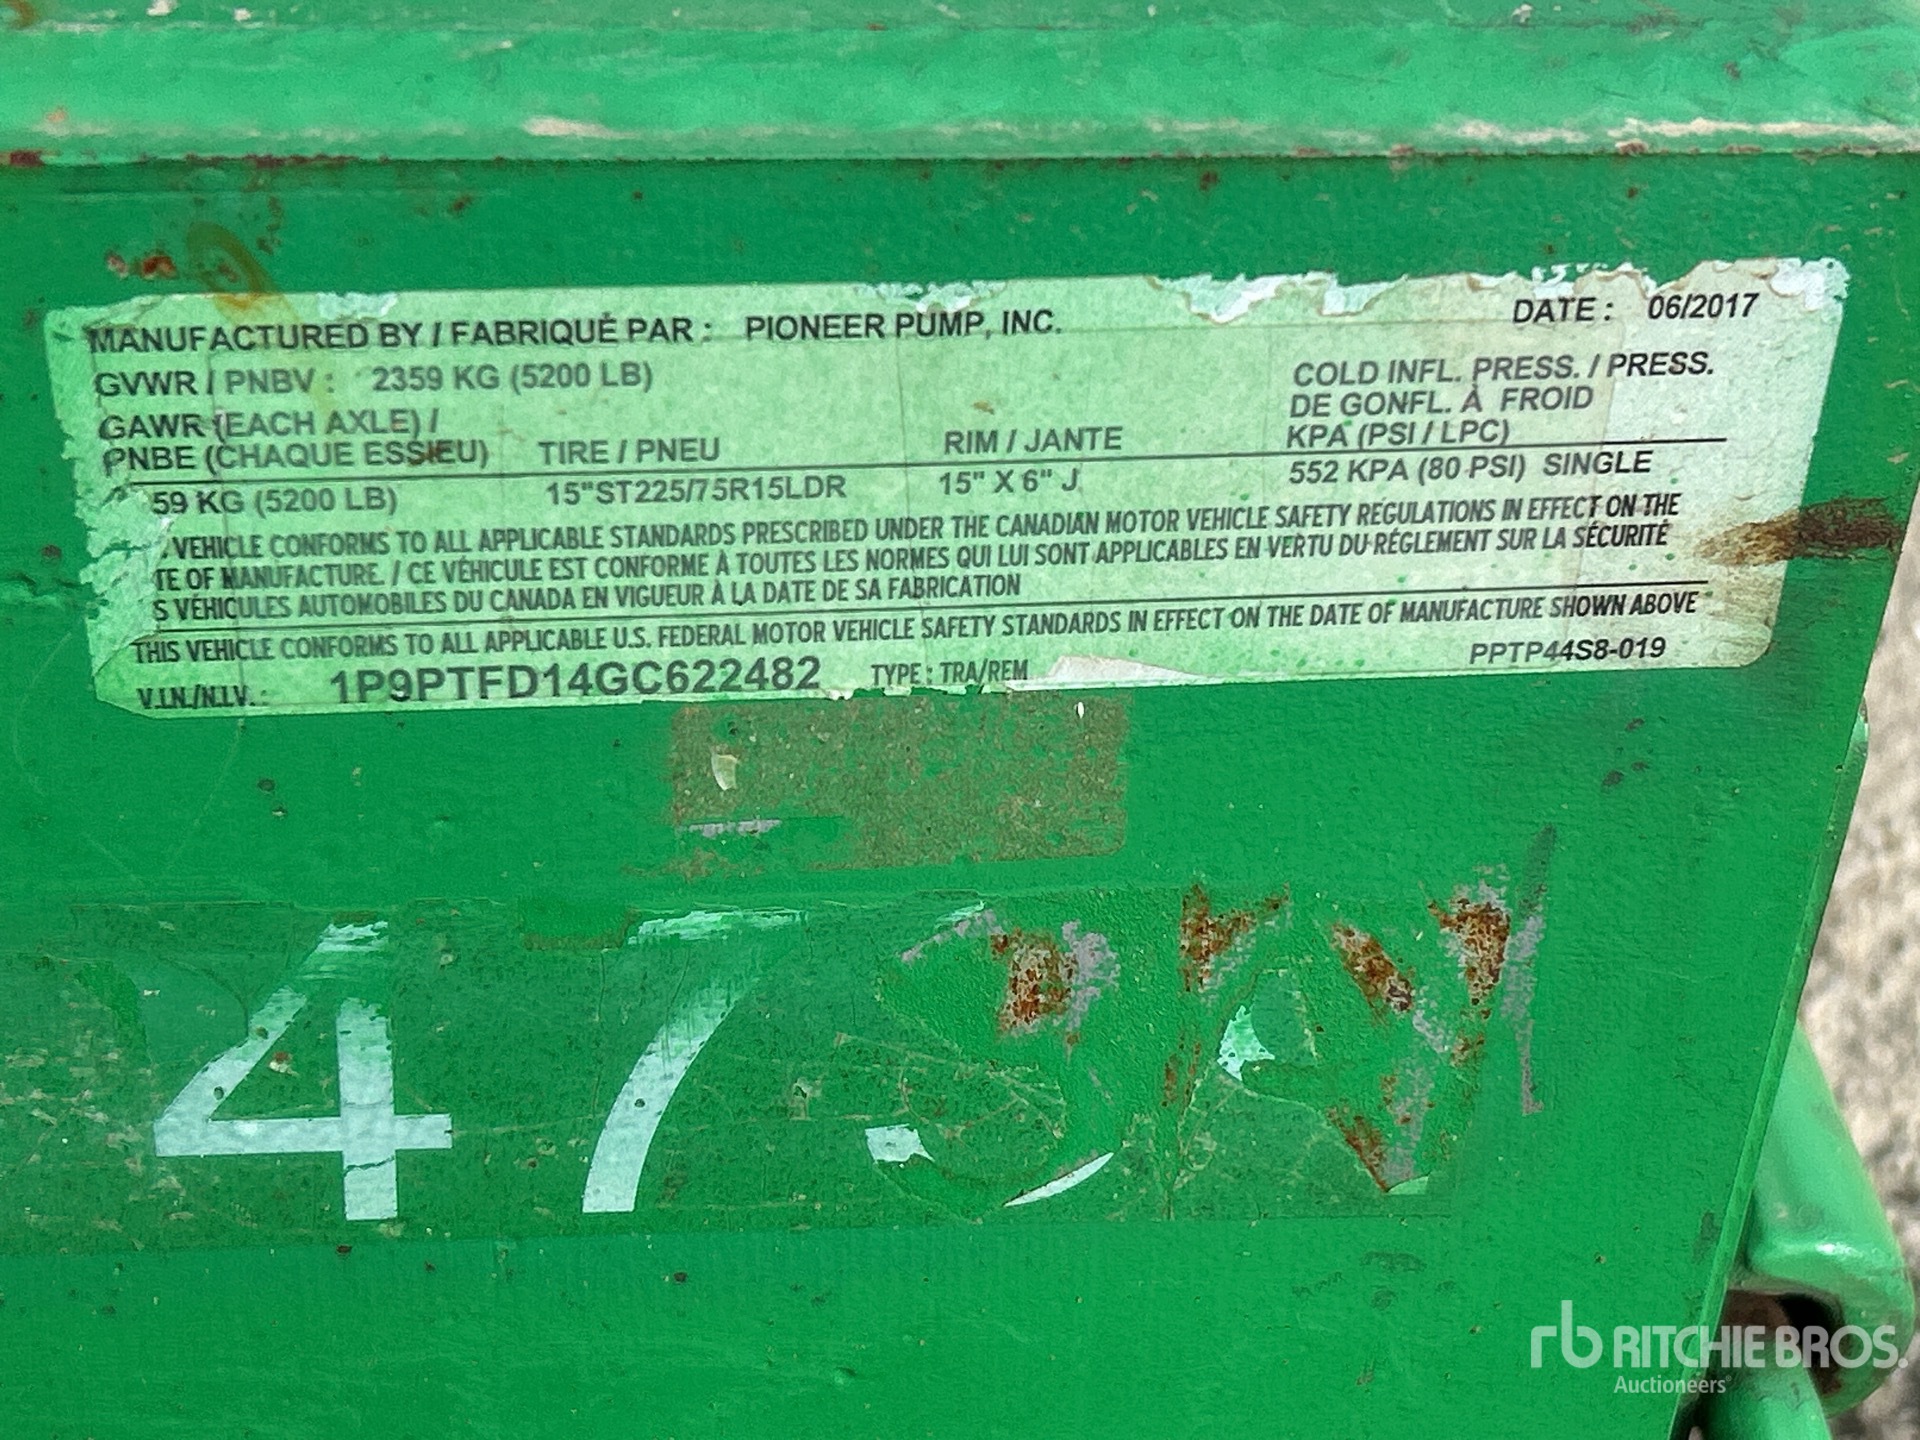 MANUFACTURED BY / FABRIQUÉ PAR : PIONEER PUMP, INC. DATE : 06/2017
GVWR / PNBV : 2359 KG (5200 LB)
COLD INFL. PRESS. / PRESS.
DE GONFL. À FROID
KPA (PSI / LPC)
GAWR (EACH AXLE) /
PNBE (CHAQUE ESSIEU) TIRE / PNEU RIM / JANTE
59 KG (5200 LB) 15"ST225/75R15LDR 15" X 6" J 552 KPA (80 PSI) SINGLE
VEHICLE CONFORMS TO ALL APPLICABLE STANDARDS PRESCRIBED UNDER THE CANADIAN MOTOR VEHICLE SAFETY REGULATIONS IN EFFECT ON THE
TE OF MANUFACTURE. / CE VÉHICULE EST CONFORME À TOUTES LES NORMES QUI LUI SONT APPLICABLES EN VERTU DU RÉGLEMENT SUR LA SÉCURITÉ
S VÉHICULES AUTOMOBILES DU CANADA EN VIGUEUR À LA DATE DE SA FABRICATION
THIS VEHICLE CONFORMS TO ALL APPLICABLE U.S. FEDERAL MOTOR VEHICLE SAFETY STANDARDS IN EFFECT ON THE DATE OF MANUFACTURE SHOWN ABOVE
V.I.N./N.I.V. : 1P9PTFD14GC622482 TYPE : TRA/REM PPTP44S8-019
47
rb RITCHIE BROS.
Auctioneers